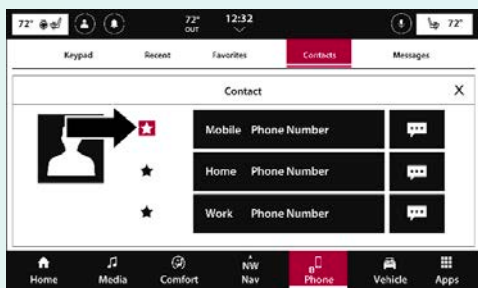 72° 72° OUT 12:32 72°
Keypad Recent Favorites Contacts Messages
Contact X
Mobile Phone Number
Home Phone Number
Work Phone Number
NW
Home Media Comfort Nav Phone Vehicle Apps